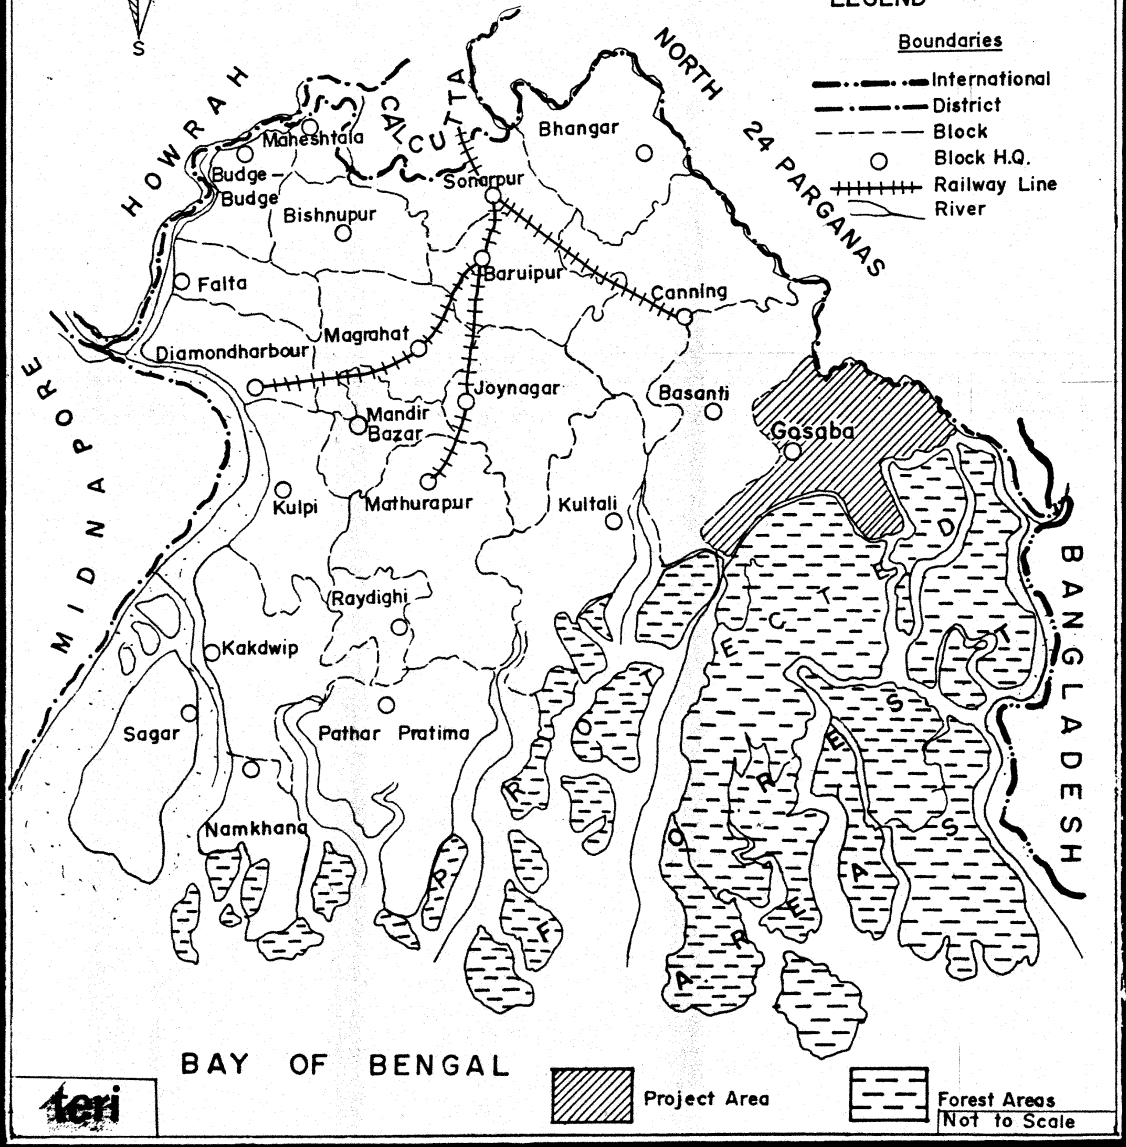 LEGEND
Boundaries
International
District
Block
Block H.Q.
Railway Line
River
S
NORTH
24 PARGANAS
HOWRAH
CALCUTTA
Maheshtala
Budge-
Budge
Bhangar
Sonarpur
Bishnupur
Falta
Baruipur
Canning
Magrahat
Diamondharbour
Joynagar
Basanti
Mandir
Bazar
Gosaba
MIDNAPORE
Kulpi
Mathurapur
Kultali
Raydighi
Kakdwip
Sagar
Pathar Pratima
Namkhana
PROTECTED
FOREST
AREA
RESERVE
AREAS
BANGLADESH
BAY OF BENGAL
teri
Project Area
Forest Areas
Not to Scale